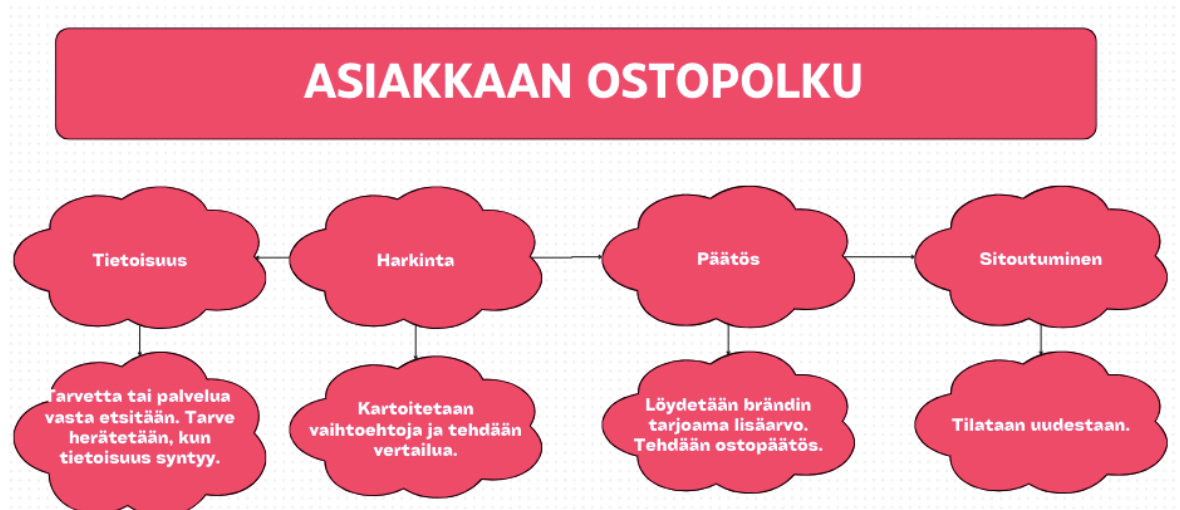 ASIAKKAAN OSTOPOLKU
Tietoisuus
Harkinta
Päätös
Sitoutuminen
Tarvetta tai palvelua
vasta etsitään. Tarve
herätetään, kun
tietoisuus syntyy.
Kartoitetaan
vaihtoehtoja ja tehdään
vertailua.
Löydetään brändin
tarjoama lisäarvo.
Tehdään ostopäätös.
Tilataan uudestaan.